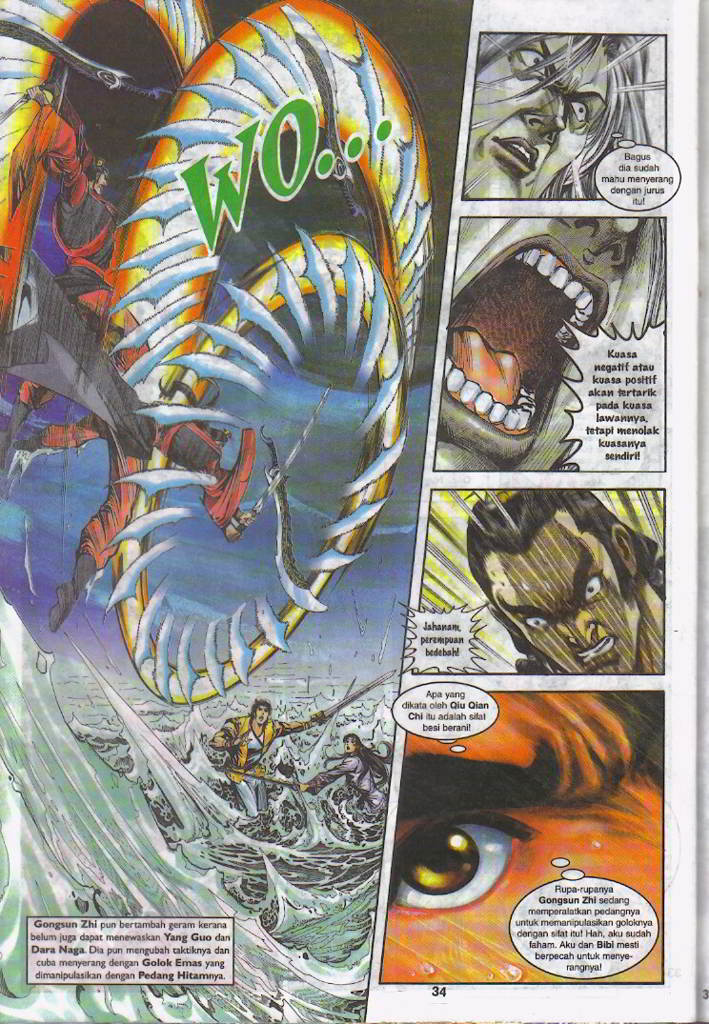 WO...
Bagus
dia sudah
mahu menyerang
dengan jurus
itu!
Kuasa
negatif atau
kuasa positif
akan tertarik
pada kuasa
lawannya,
tetapi menolak
kuasanya
sendiri!
Jahanam,
perempuan
bedebah!
Apa yang
dikata oleh Qiu Qian
Chi itu adalah sifat
besi berani!
Rupa-rupanya
Gongsun Zhi sedang
memperalatkan pedangnya
untuk memanipulasikan goloknya
dengan sifat itu! Hah, aku sudah
faham. Aku dan Bibi mesti
berpecah untuk menye-
rangnya!
Gongsun Zhi pun bertambah geram kerana
belum juga dapat menewaskan Yang Guo dan
Dara Naga. Dia pun mengubah taktiknya dan
cuba menyerang dengan Golok Emas yang
dimanipulasikan dengan Pedang Hitamnya.
34